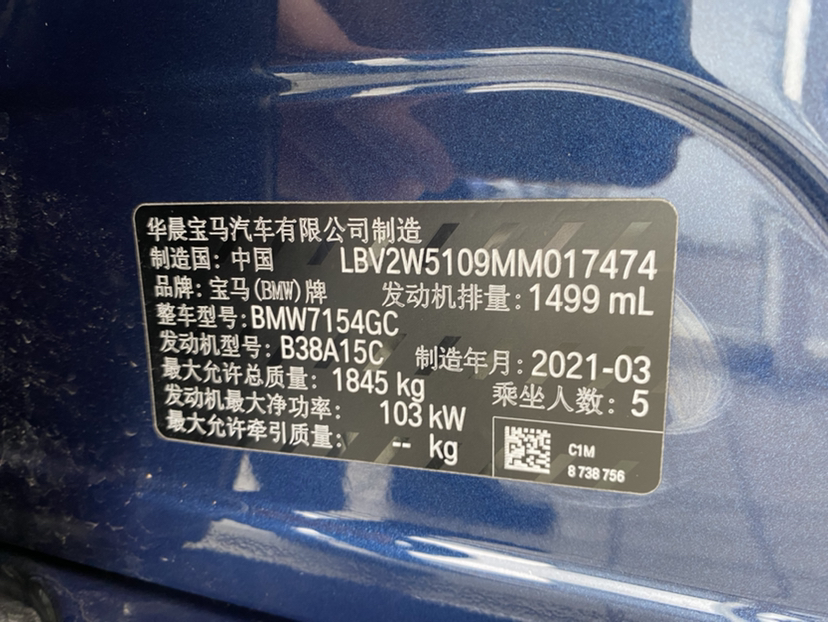 华晨宝马汽车有限公司制造
制造国：中国 LBV2W5109MM017474
品牌：宝马(BMW)牌 发动机排量：1499 mL
整车型号：BMW7154GC
发动机型号：B38A15C 制造年月：2021-03
最大允许总质量：1845 kg 乘坐人数：5
发动机最大净功率：103 kW
最大允许牵引质量：-- kg
C1M
8 738 756